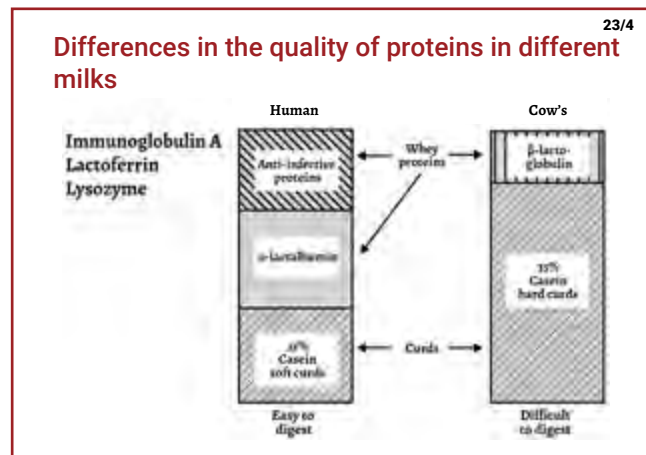 23/4
Differences in the quality of proteins in different
milks
Human
Cow's
Immunoglobulin A
Lactoferrin
Lysozyme
Anti-infective
proteins
Whey
proteins
β-lacto-
globulin
α-lactalbumin
Casein
hard curds
Casein
soft curds
Curds
Easy to
digest
Difficult
to digest